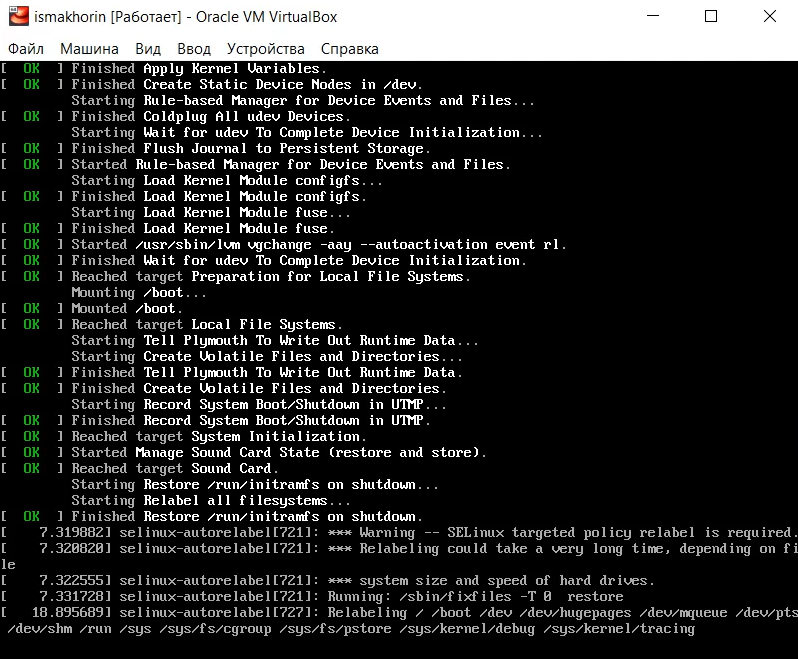 ismakhorin [Работает] - Oracle VM VirtualBox
Файл Машина Вид Ввод Устройства Справка
[  OK  ] Finished Apply Kernel Variables.
[  OK  ] Finished Create Static Device Nodes in /dev.
         Starting Rule-based Manager for Device Events and Files...
[  OK  ] Finished Coldplug All udev Devices.
         Starting Wait for udev To Complete Device Initialization...
[  OK  ] Finished Flush Journal to Persistent Storage.
[  OK  ] Started Rule-based Manager for Device Events and Files.
         Starting Load Kernel Module configfs...
[  OK  ] Finished Load Kernel Module configfs.
         Starting Load Kernel Module fuse...
[  OK  ] Finished Load Kernel Module fuse.
[  OK  ] Started /usr/sbin/lvm vgchange -aay --autoactivation event rl.
[  OK  ] Finished Wait for udev To Complete Device Initialization.
[  OK  ] Reached target Preparation for Local File Systems.
         Mounting /boot...
[  OK  ] Mounted /boot.
[  OK  ] Reached target Local File Systems.
         Starting Tell Plymouth To Write Out Runtime Data...
         Starting Create Volatile Files and Directories...
[  OK  ] Finished Tell Plymouth To Write Out Runtime Data.
[  OK  ] Finished Create Volatile Files and Directories.
         Starting Record System Boot/Shutdown in UTMP...
[  OK  ] Finished Record System Boot/Shutdown in UTMP.
[  OK  ] Reached target System Initialization.
[  OK  ] Started Manage Sound Card State (restore and store).
[  OK  ] Reached target Sound Card.
         Starting Restore /run/initramfs on shutdown...
         Starting Relabel all filesystems...
[  OK  ] Finished Restore /run/initramfs on shutdown.
[    7.319882] selinux-autorelabel[721]: *** Warning -- SELinux targeted policy relabel is required.
[    7.320820] selinux-autorelabel[721]: *** Relabeling could take a very long time, depending on fi
le
[    7.322555] selinux-autorelabel[721]: *** system size and speed of hard drives.
[    7.331728] selinux-autorelabel[721]: Running: /sbin/fixfiles -T 0  restore
[   18.895689] selinux-autorelabel[727]: Relabeling / /boot /dev /dev/hugepages /dev/mqueue /dev/pts
 /dev/shm /run /sys /sys/fs/cgroup /sys/fs/pstore /sys/kernel/debug /sys/kernel/tracing